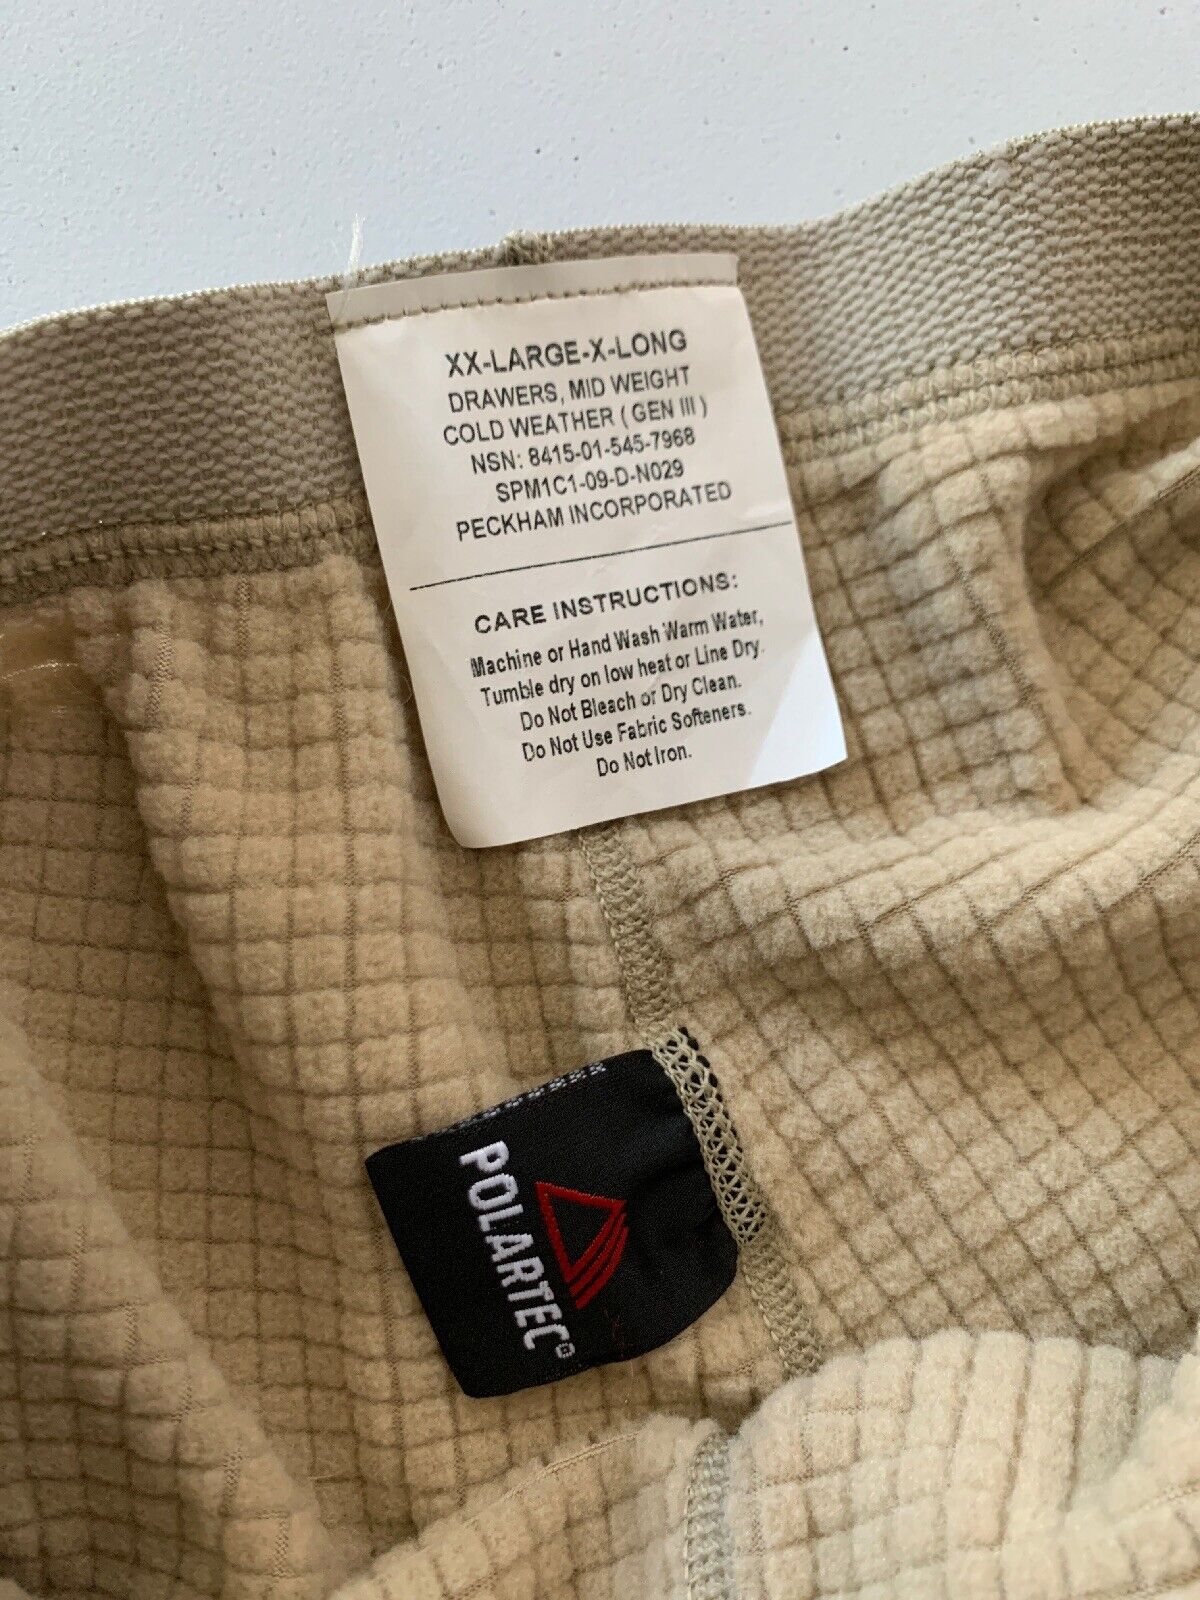 XX-LARGE-X-LONG
DRAWERS, MID WEIGHT
COLD WEATHER ( GEN III )
NSN: 8415-01-545-7968
SPM1C1-09-D-N029
PECKHAM INCORPORATED
CARE INSTRUCTIONS:
Machine or Hand Wash Warm Water,
Tumble dry on low heat or Line Dry.
Do Not Bleach or Dry Clean.
Do Not Use Fabric Softeners.
Do Not Iron.
POLARTEC®